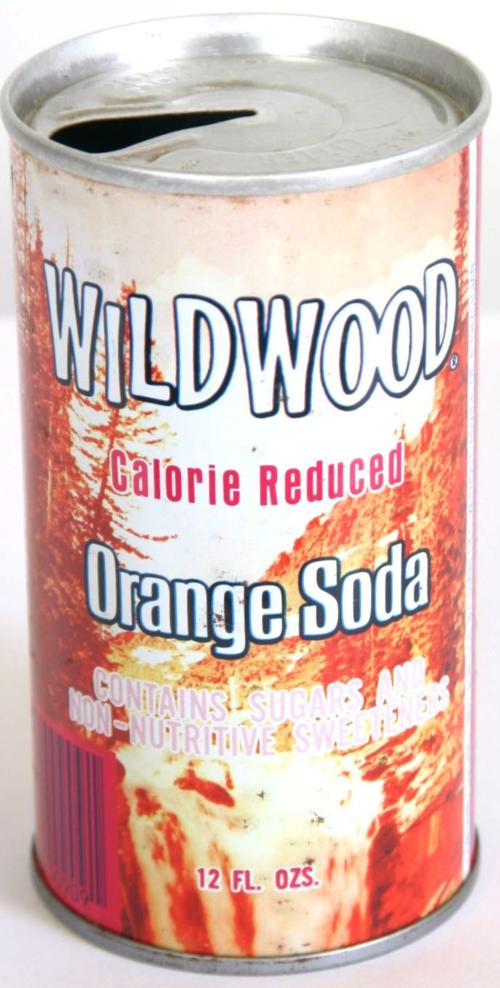 WILDWOOD®
Calorie Reduced
Orange Soda
CONTAINS SUGARS AND
NON-NUTRITIVE SWEETENERS
12 FL. OZS.